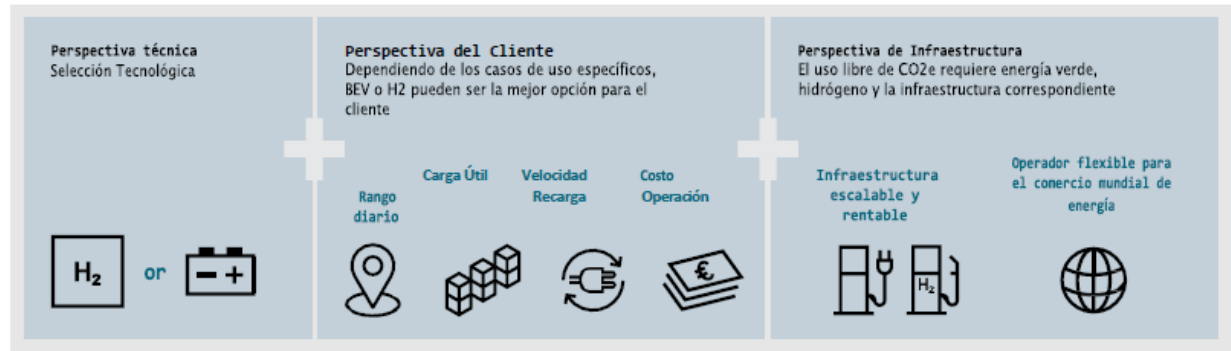 Perspectiva técnica
Selección Tecnológica
H₂
or
Perspectiva del Cliente
Dependiendo de los casos de uso específicos,
BEV o H2 pueden ser la mejor opción para el
cliente
Rango
diario
Carga Útil
Velocidad
Recarga
Costo
Operación
€
Perspectiva de Infraestructura
El uso libre de CO2e requiere energía verde,
hidrógeno y la infraestructura correspondiente
Infraestructura
escalable y
rentable
H₂
Operador flexible para
el comercio mundial de
energía